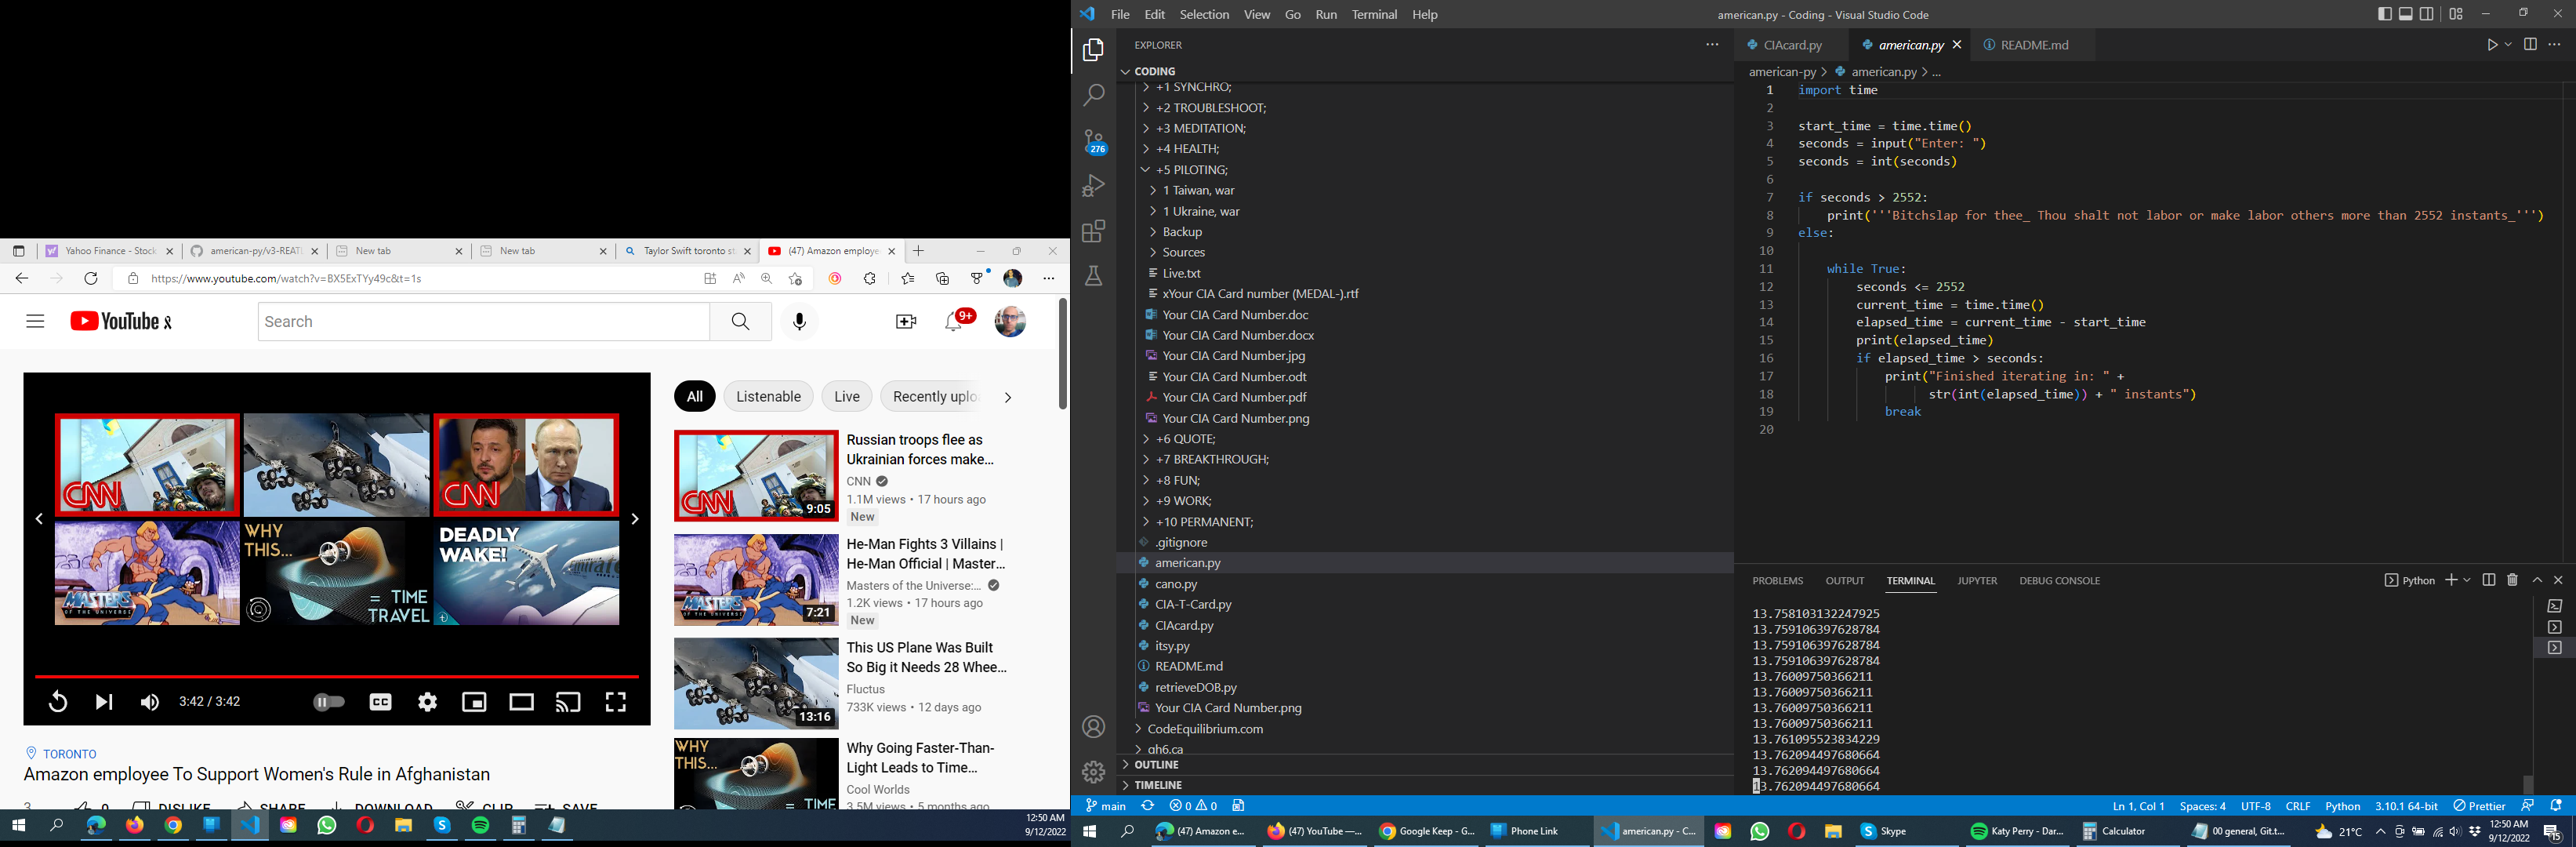 Yahoo Finance - Stock
american-py/v3-REAT
New tab
New tab
Taylor Swift toronto st
(47) Amazon employe
https://www.youtube.com/watch?v=BX5ExTYy49c&t=1s
YouTube
Search
9+
CNN
CNN
MASTERS
OF THE UNIVERSE
WHY
THIS...
= TIME
TRAVEL
DEADLY
WAKE!
3:42 / 3:42
CC
TORONTO
Amazon employee To Support Women's Rule in Afghanistan
3
0
DISLIKE
SHARE
DOWNLOAD
CLIP
SAVE
All
Listenable
Live
Recently uplo
CNN
9:05
Russian troops flee as
Ukrainian forces make...
CNN
1.1M views • 17 hours ago
New
MASTERS
7:21
He-Man Fights 3 Villains |
He-Man Official | Master...
Masters of the Universe:...
1.2K views • 17 hours ago
New
13:16
This US Plane Was Built
So Big it Needs 28 Whee...
Fluctus
733K views • 12 days ago
WHY
THIS...
= TIME
Why Going Faster-Than-
Light Leads to Time...
Cool Worlds
3.5M views • 5 months ago
12:50 AM
9/12/2022
File Edit Selection View Go Run Terminal Help
american.py - Coding - Visual Studio Code
276
EXPLORER
CODING
+1 SYNCHRO;
+2 TROUBLESHOOT;
+3 MEDITATION;
+4 HEALTH;
+5 PILOTING;
1 Taiwan, war
1 Ukraine, war
Backup
Sources
Live.txt
xYour CIA Card number (MEDAL-).rtf
Your CIA Card Number.doc
Your CIA Card Number.docx
Your CIA Card Number.jpg
Your CIA Card Number.odt
Your CIA Card Number.pdf
Your CIA Card Number.png
+6 QUOTE;
+7 BREAKTHROUGH;
+8 FUN;
+9 WORK;
+10 PERMANENT;
.gitignore
american.py
cano.py
CIA-T-Card.py
CIAcard.py
itsy.py
README.md
retrieveDOB.py
Your CIA Card Number.png
CodeEquilibrium.com
gh6.ca
OUTLINE
TIMELINE
CIAcard.py
american.py
README.md
american-py > american.py > ...
1 import time
2
3 start_time = time.time()
4 seconds = input("Enter: ")
5 seconds = int(seconds)
6
7 if seconds > 2552:
8 print('''Bitchslap for thee_ Thou shalt not labor or make labor others more than 2552 instants_''')
9 else:
10
11 while True:
12 seconds <= 2552
13 current_time = time.time()
14 elapsed_time = current_time - start_time
15 print(elapsed_time)
16 if elapsed_time > seconds:
17 print("Finished iterating in: " +
18 str(int(elapsed_time)) + " instants")
19 break
20
PROBLEMS OUTPUT TERMINAL JUPYTER DEBUG CONSOLE
Python
13.758103132247925
13.759106397628784
13.759106397628784
13.759106397628784
13.76009750366211
13.76009750366211
13.76009750366211
13.76009750366211
13.761095523834229
13.762094497680664
13.762094497680664
13.762094497680664
main
0 0
Ln 1, Col 1 Spaces: 4 UTF-8 CRLF Python 3.10.1 64-bit Prettier
(47) Amazon e...
(47) YouTube —...
Google Keep - G...
Phone Link
american.py - C...
Skype
Katy Perry - Dar...
Calculator
00 general, Git.t...
21°C
12:50 AM
9/12/2022
15